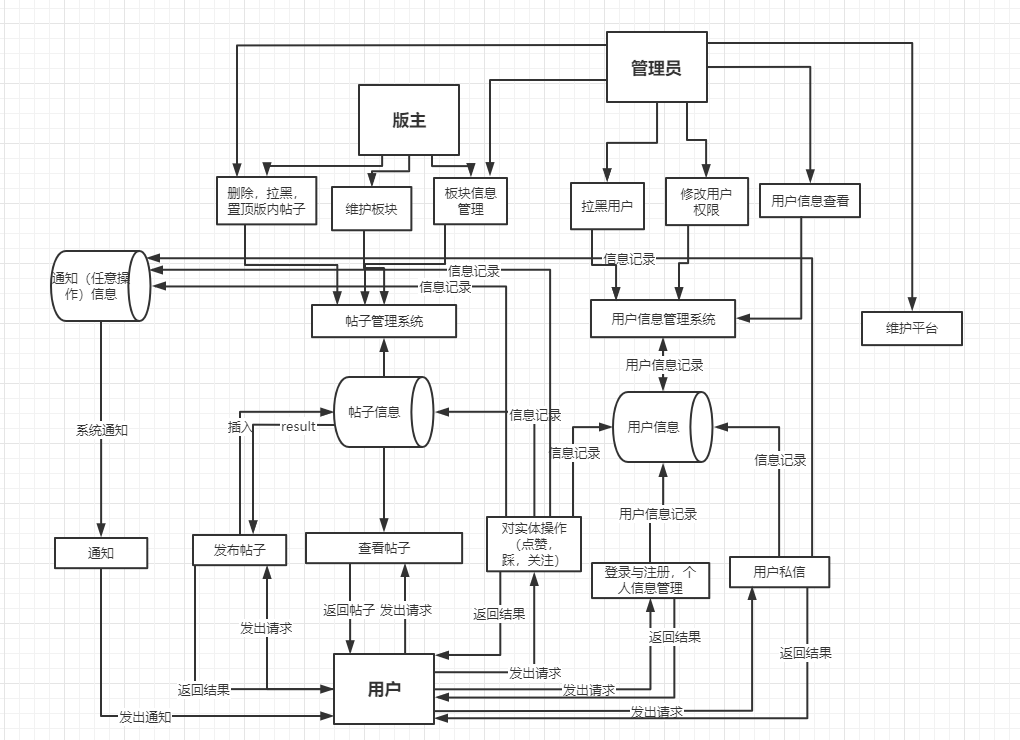 管理员
版主
删除，拉黑，
置顶版内帖子
维护板块
板块信息
管理
拉黑用户
修改用户
权限
用户信息查看
通知（任意操
作）信息
信息记录
信息记录
信息记录
帖子管理系统
用户信息管理系统
维护平台
用户信息记录
帖子信息
用户信息
插入
result
信息记录
系统通知
信息记录
信息记录
用户信息记录
通知
发布帖子
查看帖子
对实体操作
（点赞，
踩，关注）
登录与注册，个
人信息管理
用户私信
返回帖子
发出请求
返回结果
发出请求
返回结果
返回结果
发出请求
用户
返回结果
发出请求
发出通知
发出请求